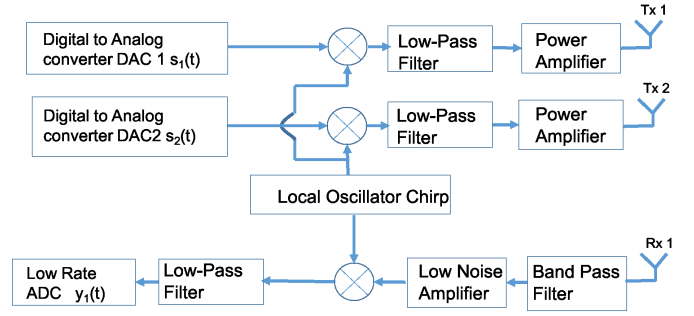 Tx 1
Digital to Analog
converter DAC 1 s₁(t)
Low-Pass
Filter
Power
Amplifier
Tx 2
Digital to Analog
converter DAC2 s₂(t)
Low-Pass
Filter
Power
Amplifier
Local Oscillator Chirp
Rx 1
Low Rate
ADC y₁(t)
Low-Pass
Filter
Low Noise
Amplifier
Band Pass
Filter